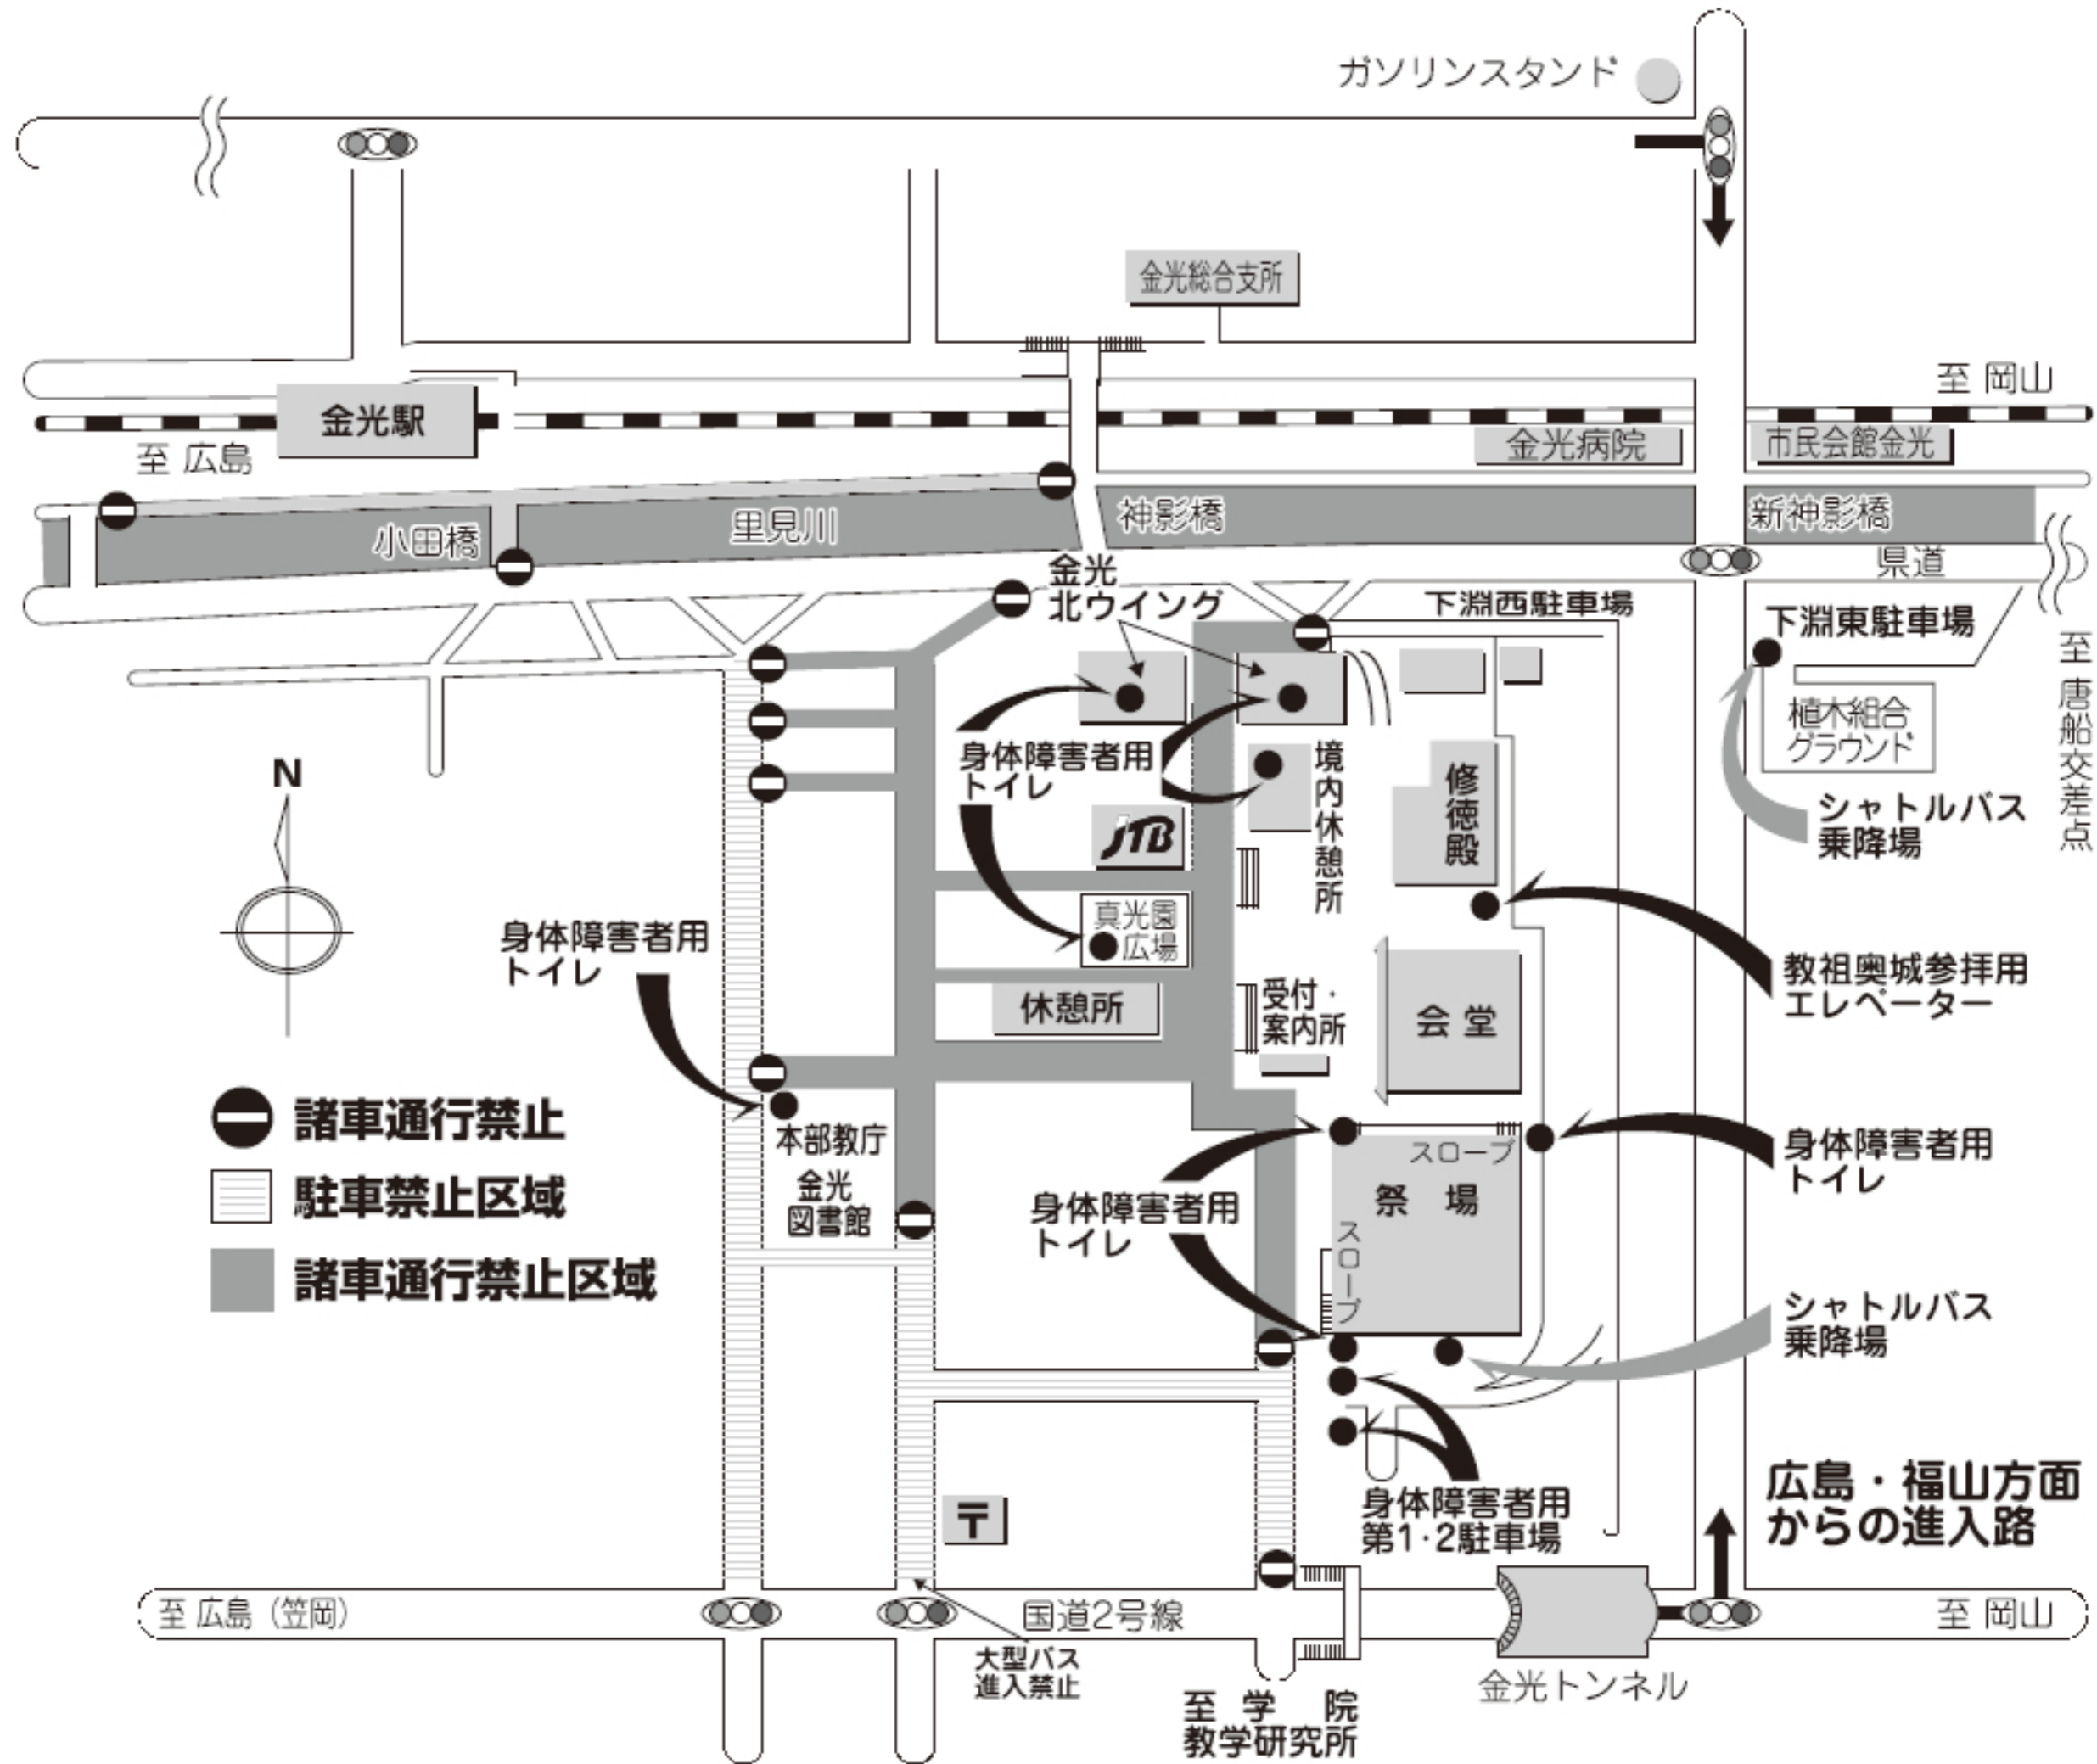 ガソリンスタンド
金光総合支所
至 岡山
金光駅
至 広島
金光病院
市民会館金光
小田橋
里見川
神影橋
新神影橋
県道
金光
北ウイング
下淵西駐車場
下淵東駐車場
至 唐船交差点
植木組合
グラウンド
シャトルバス
乗降場
身体障害者用
トイレ
境内休憩所
修徳殿
JTB
真光園
広場
N
身体障害者用
トイレ
休憩所
受付・
案内所
会堂
教祖奥城参拝用
エレベーター
諸車通行禁止
駐車禁止区域
諸車通行禁止区域
本部教庁
金光
図書館
身体障害者用
トイレ
スロープ
祭場
スロープ
身体障害者用
トイレ
シャトルバス
乗降場
〒
身体障害者用
第1・2駐車場
広島・福山方面
からの進入路
至 広島（笠岡）
国道2号線
至 岡山
大型バス
進入禁止
金光トンネル
至 学院
教学研究所